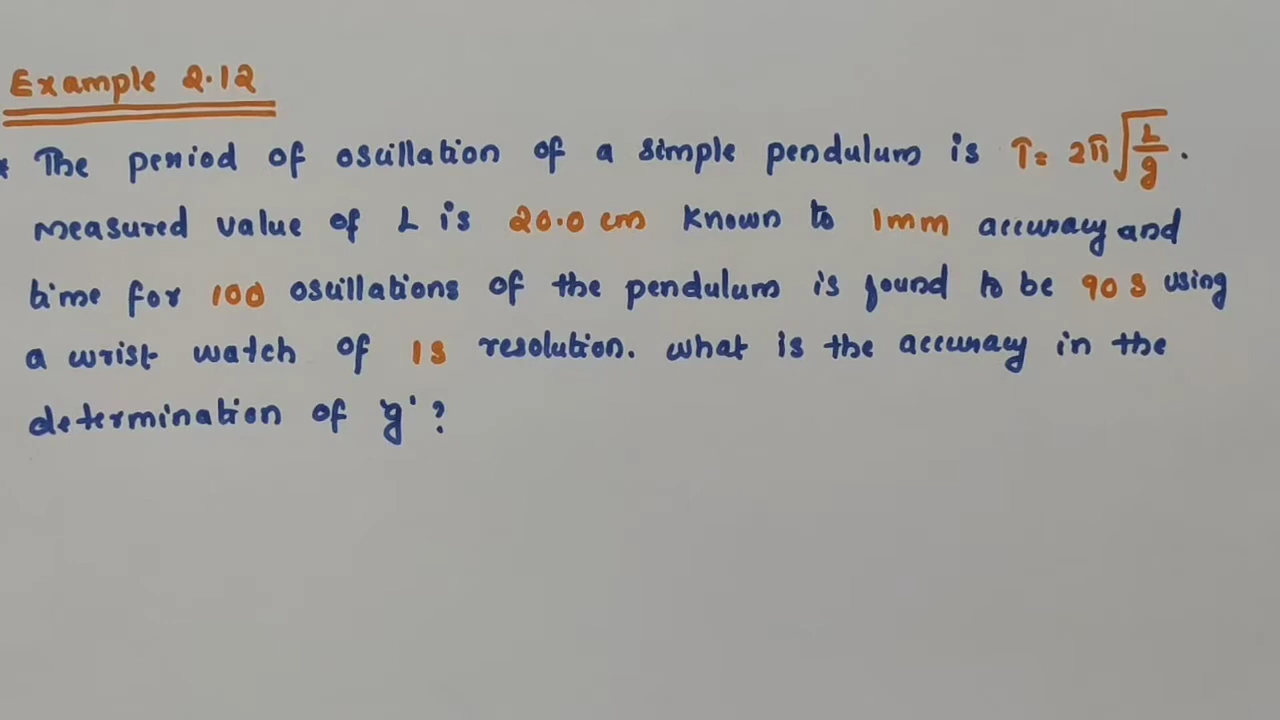 Example 2.12
* The period of oscillation of a simple pendulum is T = 2π√(L/g).
measured value of L is 20.0 cm known to 1mm accuracy and
time for 100 oscillations of the pendulum is found to be 90 s using
a wrist watch of 1s resolution. what is the accuracy in the
determination of 'g' ?